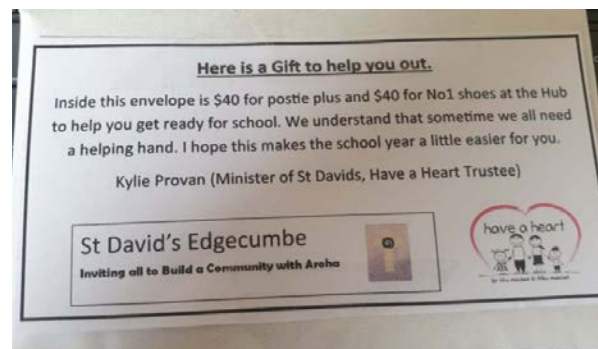 Here is a Gift to help you out.
Inside this envelope is $40 for postie plus and $40 for No1 shoes at the Hub
to help you get ready for school. We understand that sometime we all need
a helping hand. I hope this makes the school year a little easier for you.
Kylie Provan (Minister of St Davids, Have a Heart Trustee)
St David's Edgecumbe
Inviting all to Build a Community with Aroha
have a heart